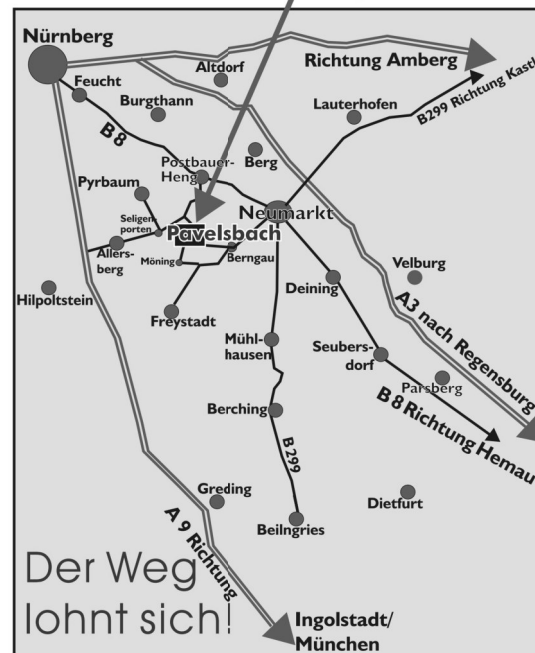 Nürnberg
Richtung Amberg
Altdorf
Feucht
B299 Richtung Kastl
Burgthann
Lauterhofen
B 8
Postbauer-
Heng
Berg
Pyrbaum
Neumarkt
Seligen-
porten
Pavelsbach
Allers-
berg
Möning
Berngau
Velburg
Deining
Hilpoltstein
Freystadt
A3 nach Regensburg
Mühl-
hausen
Seubers-
dorf
Parsberg
Berching
B 8 Richtung Hemau
B 299
Greding
Dietfurt
Beilngries
A 9 Richtung
Der Weg
lohnt sich!
Ingolstadt/
München